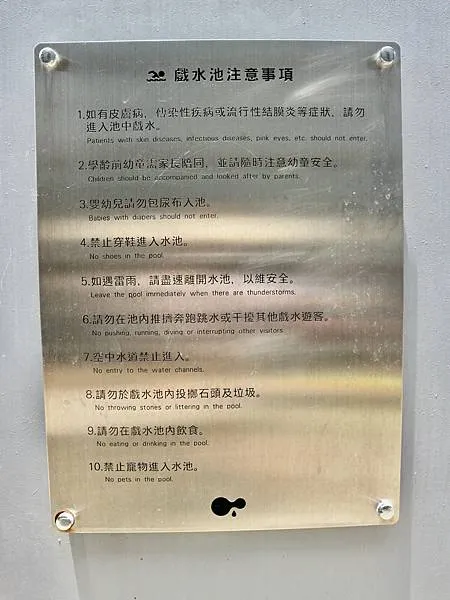 戲水池注意事項
1.如有皮膚病，傳染性疾病或流行性結膜炎等症狀，請勿
進入池中戲水。
Patients with skin diseases, infectious diseases, pink eyes, etc. should not enter.
2.學齡前幼童需家長陪同，並請隨時注意幼童安全。
Children should be accompanied and looked after by parents.
3.嬰幼兒請勿包尿布入池。
Babies with diapers should not enter.
4.禁止穿鞋進入水池。
No shoes in the pool.
5.如遇雷雨，請盡速離開水池，以維安全。
Leave the pool immediately when there are thunderstorms.
6.請勿在池內推擠奔跑跳水或干擾其他戲水遊客。
No pushing, running, diving or interrupting other visitors.
7.空中水道禁止進入。
No entry to the water channels.
8.請勿於戲水池內投擲石頭及垃圾。
No throwing stones or littering in the pool.
9.請勿在戲水池內飲食。
No eating or drinking in the pool.
10.禁止寵物進入水池。
No pets in the pool.